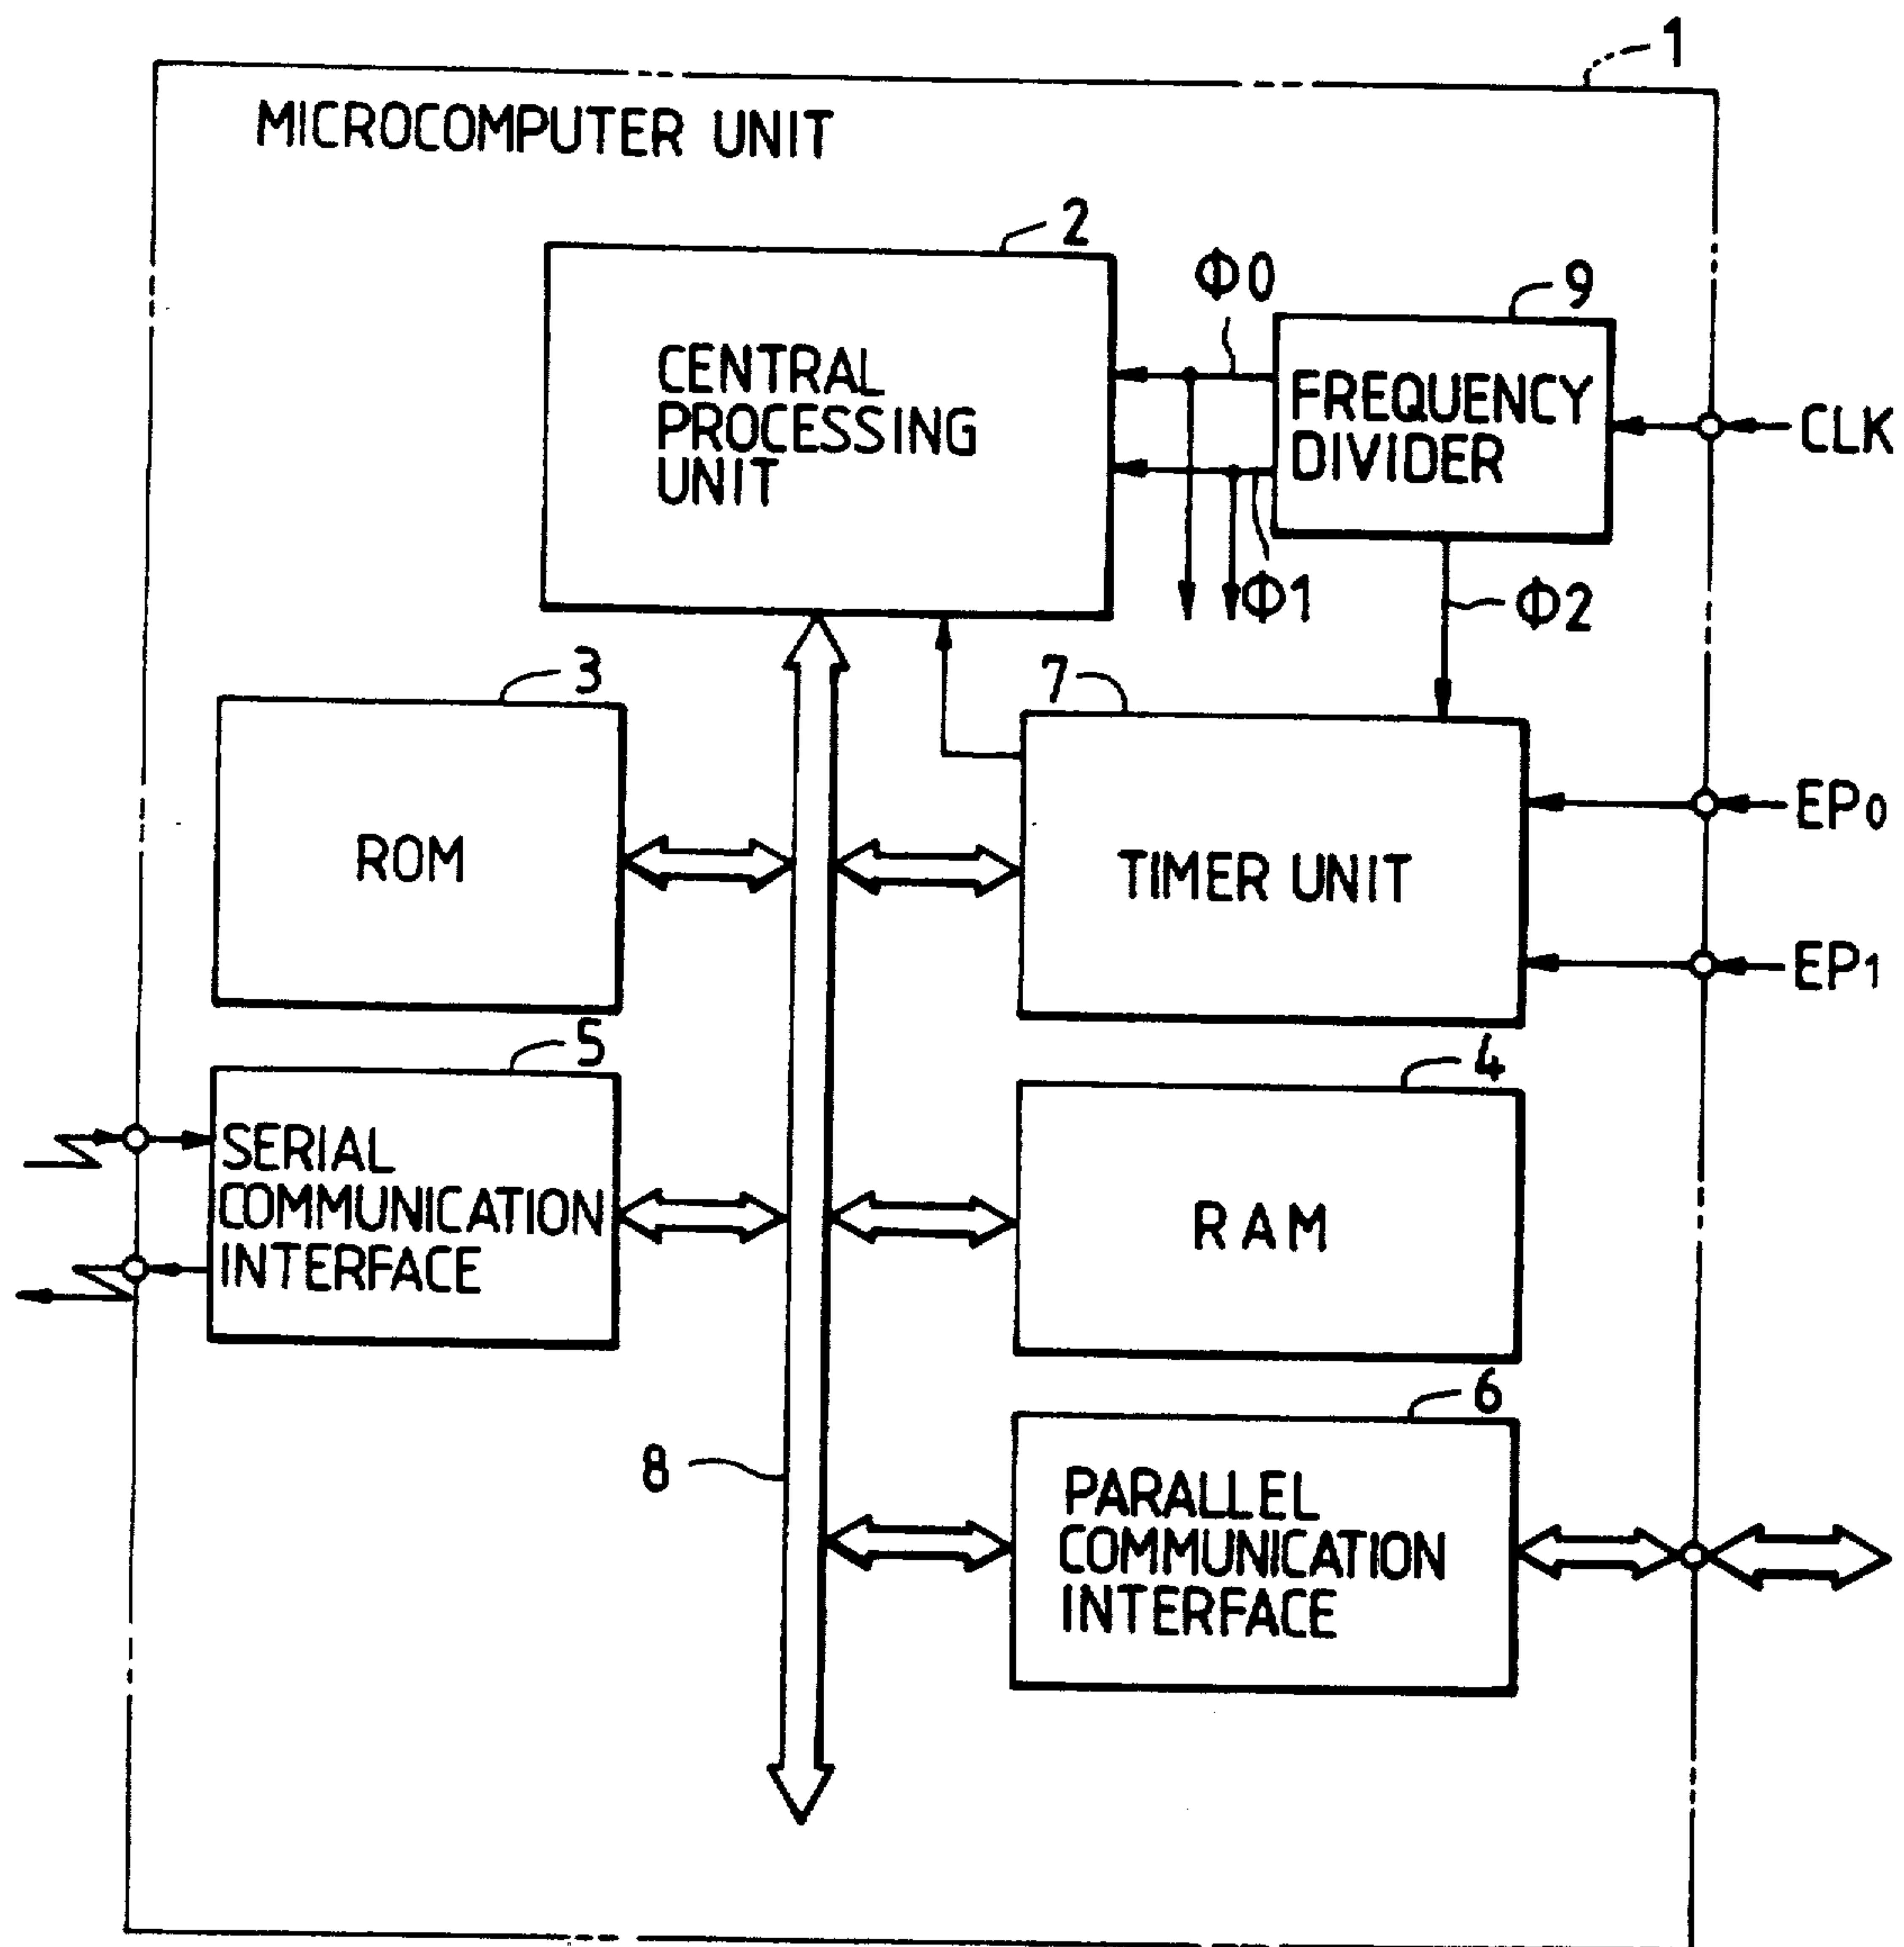 1
MICROCOMPUTER UNIT
2
Φ0
9
CENTRAL
PROCESSING
UNIT
FREQUENCY
DIVIDER
CLK
Φ1
Φ2
3
7
ROM
TIMER UNIT
EP0
EP1
5
4
SERIAL
COMMUNICATION
INTERFACE
RAM
6
8
PARALLEL
COMMUNICATION
INTERFACE